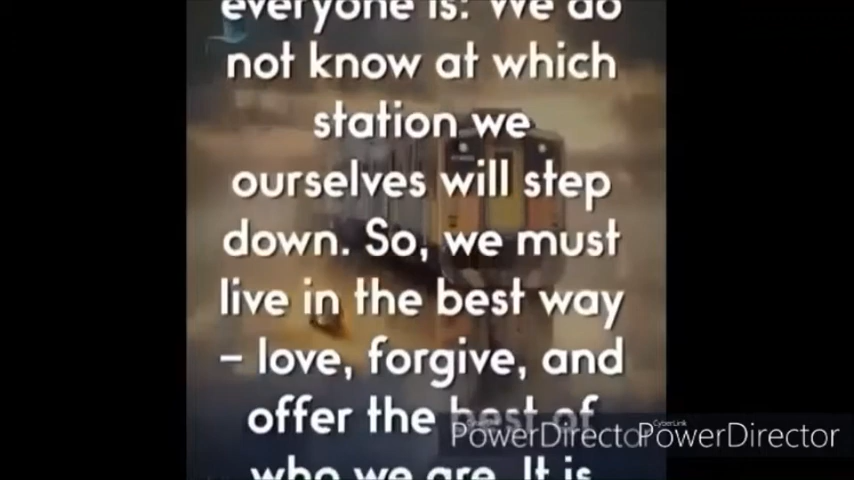 everyone is: We do
not know at which
station we
ourselves will step
down. So, we must
live in the best way
– love, forgive, and
offer the best of
who we are. It is
CyberLink
PowerDirector
CyberLink
PowerDirector